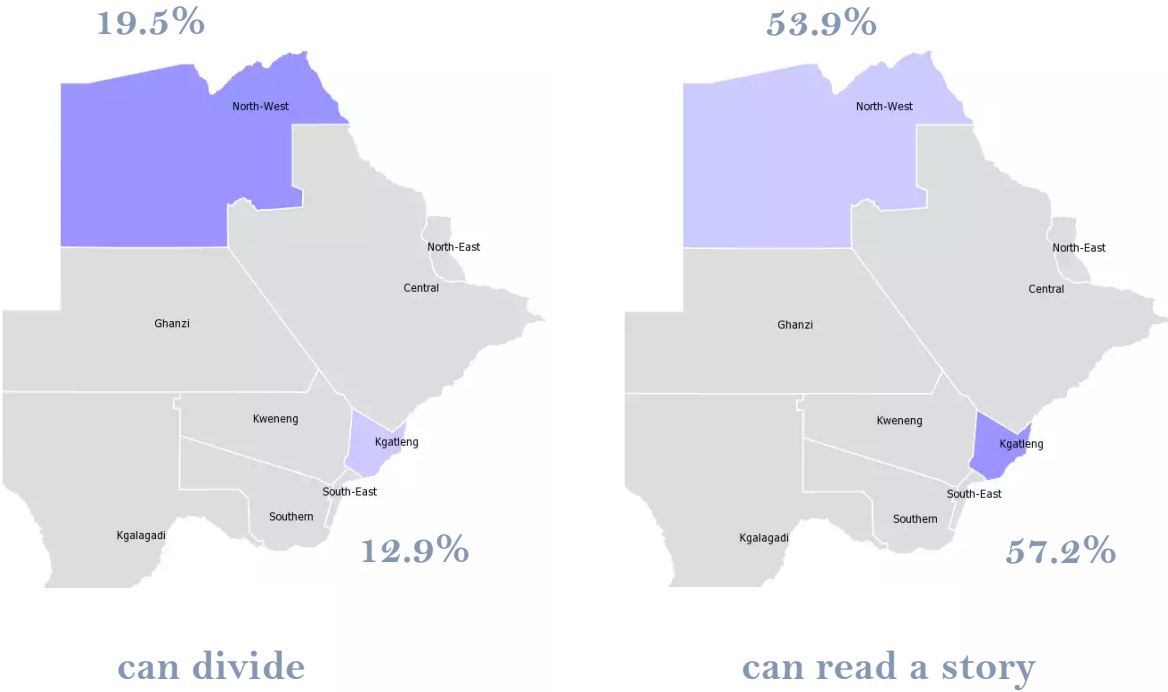 19.5%
North-West
North-East
Central
Ghanzi
Kweneng
Kgatleng
South-East
Southern
Kgalagadi
12.9%
can divide
53.9%
North-West
North-East
Central
Ghanzi
Kweneng
Kgatleng
South-East
Southern
Kgalagadi
57.2%
can read a story